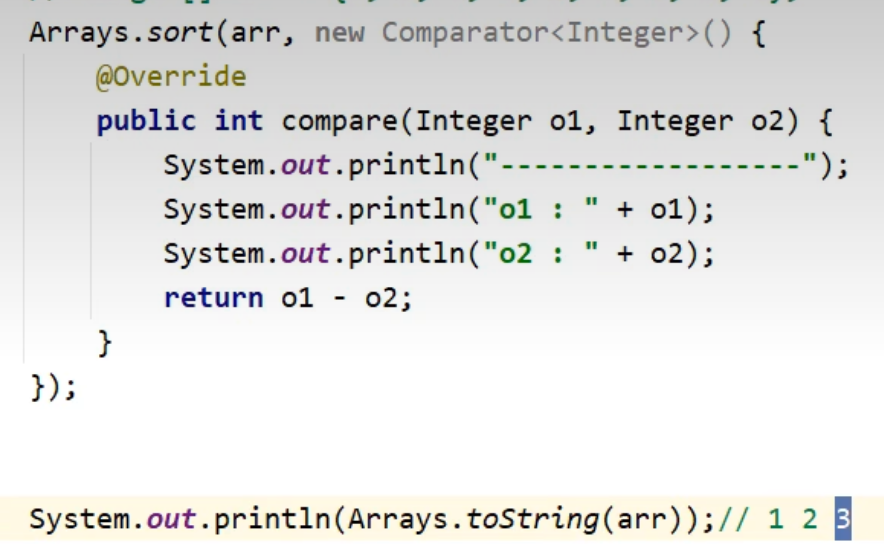 Arrays.sort(arr, new Comparator<Integer>() {
@Override
public int compare(Integer o1, Integer o2) {
System.out.println("------------------");
System.out.println("o1 : " + o1);
System.out.println("o2 : " + o2);
return o1 - o2;
}
});
System.out.println(Arrays.toString(arr));// 1 2 3